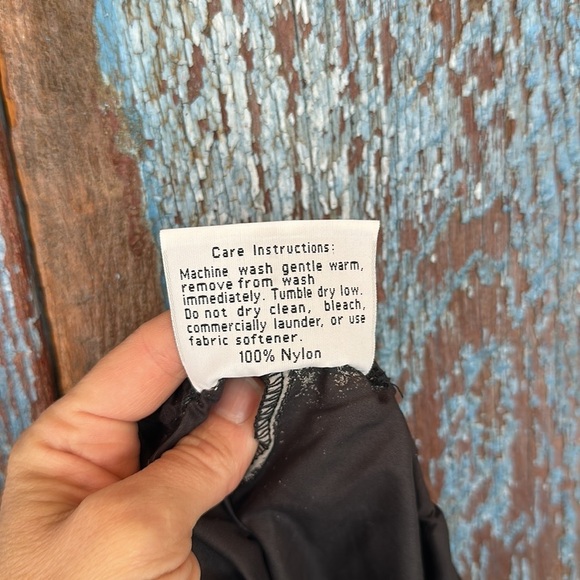 Care Instructions:
Machine wash gentle warm,
remove from wash
immediately. Tumble dry low.
Do not dry clean, bleach,
commercially launder, or use
fabric softener.
100% Nylon